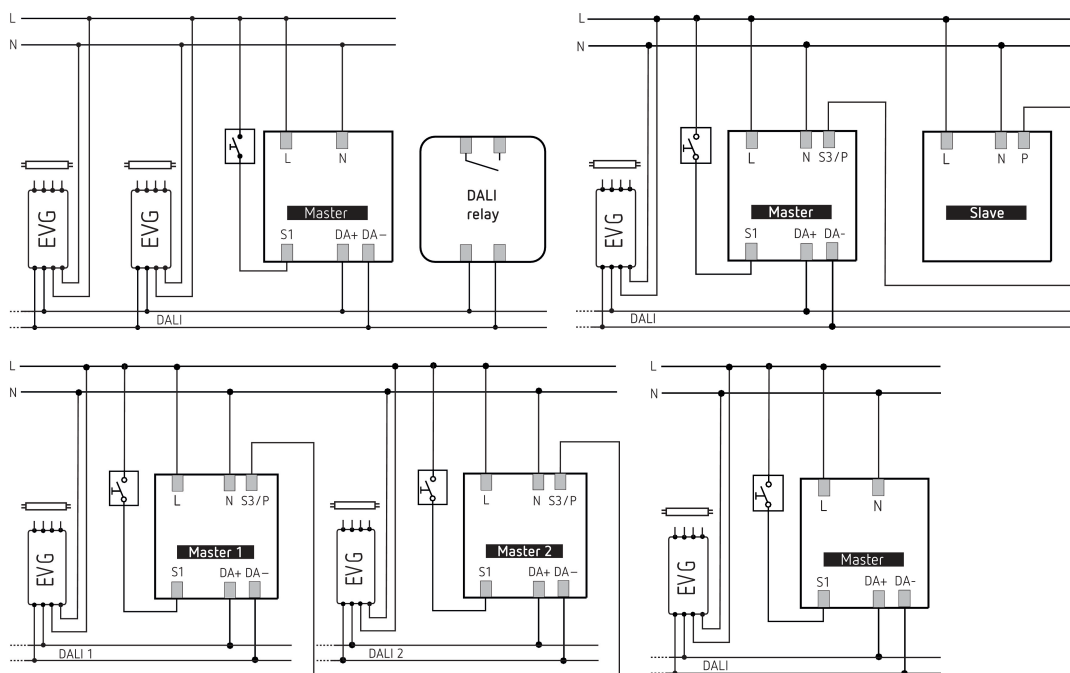 L
N
L N
Master
S1 DA+ DA–
EVG
EVG
DALI
relay
DALI
L
N
L N S3/P
Master
S1 DA+ DA-
EVG
L N P
Slave
DALI
L
N
L N S3/P
Master 1
S1 DA+ DA–
EVG
DALI 1
L N S3/P
Master 2
S1 DA+ DA–
EVG
DALI 2
L
N
L N
Master
S1 DA+ DA-
EVG
DALI